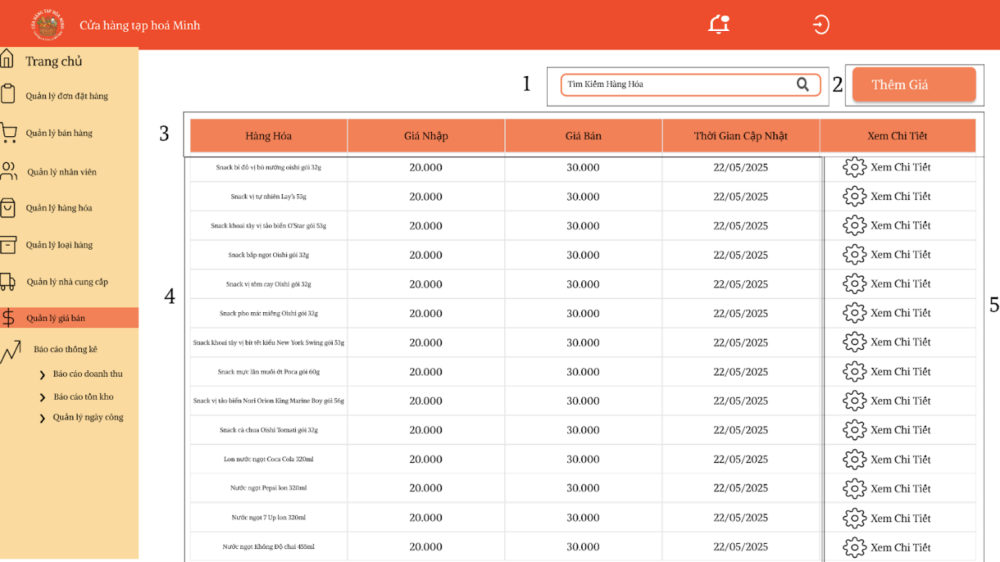 CỬA HÀNG TẠP HÓA MINH
Cửa hàng tạp hoá Minh
Trang chủ
Quản lý đơn đặt hàng
Quản lý bán hàng
Quản lý nhân viên
Quản lý hàng hóa
Quản lý loại hàng
Quản lý nhà cung cấp
Quản lý giá bán
Báo cáo thống kê
Báo cáo doanh thu
Báo cáo tồn kho
Quản lý ngày công
1
Tìm Kiếm Hàng Hóa
2
Thêm Giá
3
Hàng Hóa Giá Nhập Giá Bán Thời Gian Cập Nhật Xem Chi Tiết
Snack bí đỏ vị bò nướng oishi gói 32g 20.000 30.000 22/05/2025 Xem Chi Tiết
Snack vị tự nhiên Lay's 53g 20.000 30.000 22/05/2025 Xem Chi Tiết
Snack khoai tây vị tảo biển O'Star gói 53g 20.000 30.000 22/05/2025 Xem Chi Tiết
Snack bắp ngọt Oishi gói 32g 20.000 30.000 22/05/2025 Xem Chi Tiết
Snack vị tôm cay Oishi gói 32g 20.000 30.000 22/05/2025 Xem Chi Tiết
4
5
Snack pho mát miếng Oishi gói 32g 20.000 30.000 22/05/2025 Xem Chi Tiết
Snack khoai tây vị bít tết kiểu New York Swing gói 53g 20.000 30.000 22/05/2025 Xem Chi Tiết
Snack mực lăn muối ớt Poca gói 60g 20.000 30.000 22/05/2025 Xem Chi Tiết
Snack vị tảo biển Nori Orion King Marine Boy gói 56g 20.000 30.000 22/05/2025 Xem Chi Tiết
Snack cà chua Oishi Tomati gói 32g 20.000 30.000 22/05/2025 Xem Chi Tiết
Lon nước ngọt Coca Cola 320ml 20.000 30.000 22/05/2025 Xem Chi Tiết
Nước ngọt Pepsi lon 320ml 20.000 30.000 22/05/2025 Xem Chi Tiết
Nước ngọt 7 Up lon 320ml 20.000 30.000 22/05/2025 Xem Chi Tiết
Nước ngọt Không Độ chai 455ml 20.000 30.000 22/05/2025 Xem Chi Tiết